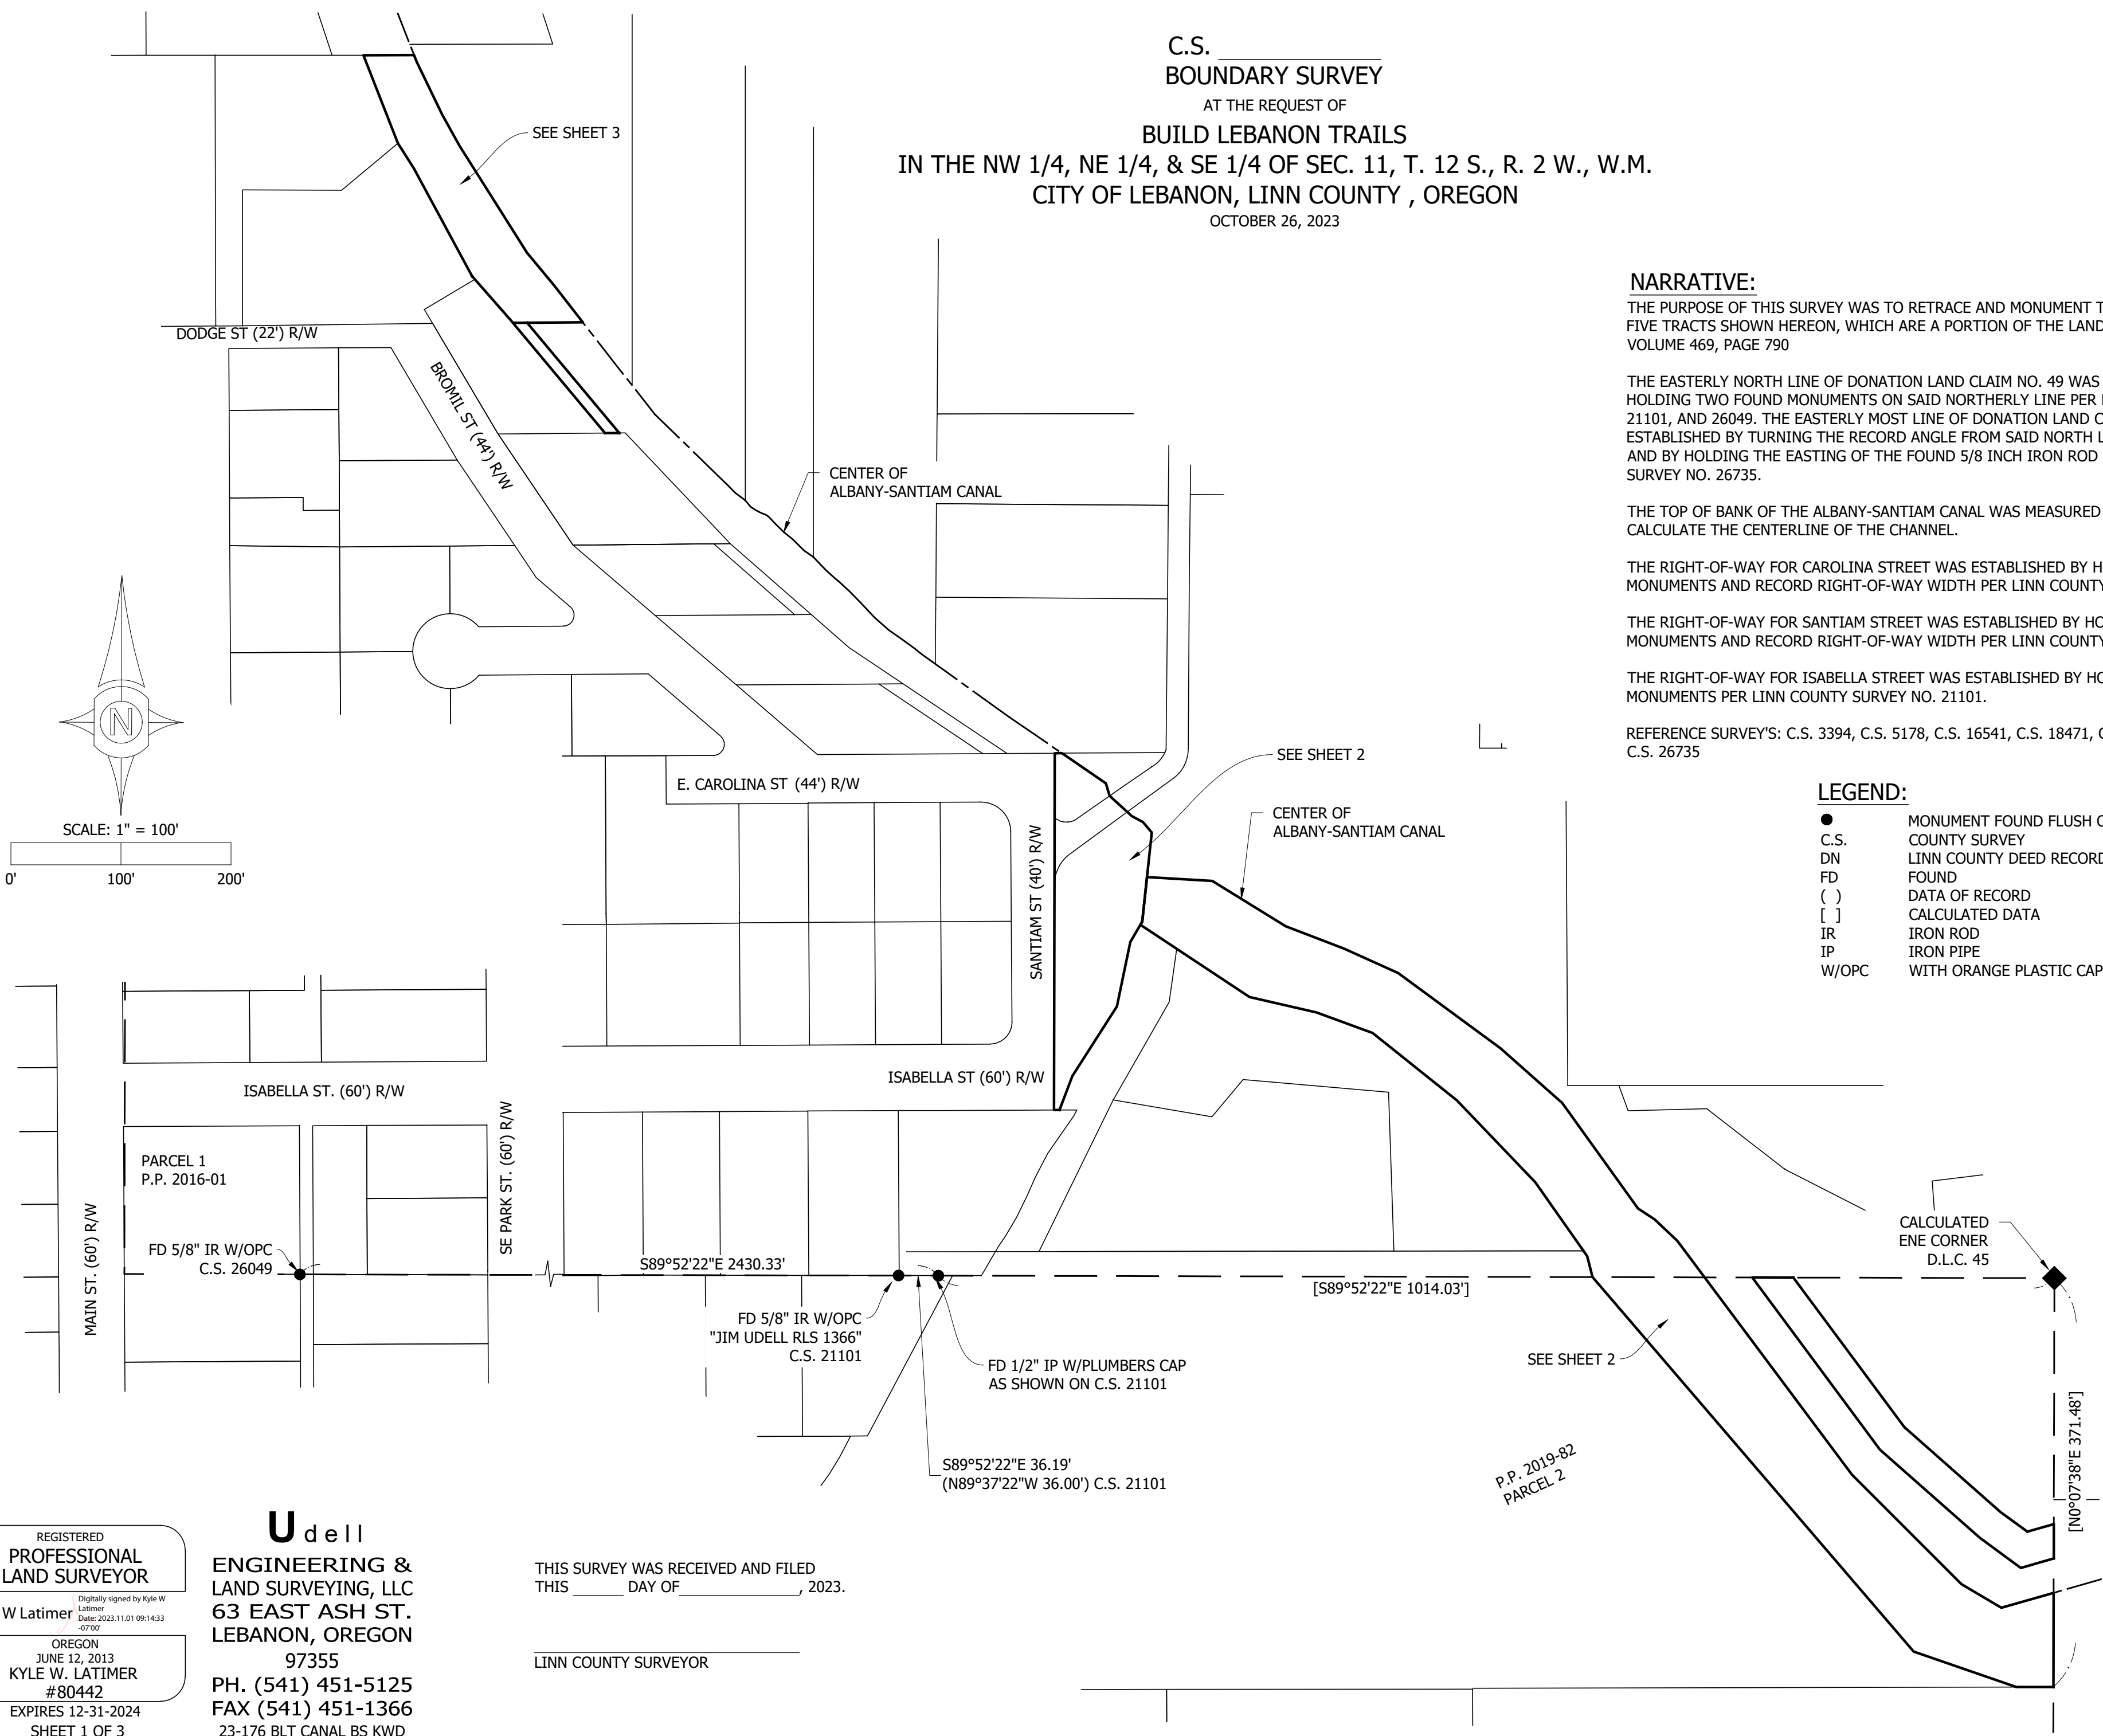 C.S. ____________
BOUNDARY SURVEY
AT THE REQUEST OF
BUILD LEBANON TRAILS
IN THE NW 1/4, NE 1/4, & SE 1/4 OF SEC. 11, T. 12 S., R. 2 W., W.M.
CITY OF LEBANON, LINN COUNTY , OREGON
OCTOBER 26, 2023
NARRATIVE:
THE PURPOSE OF THIS SURVEY WAS TO RETRACE AND MONUMENT
FIVE TRACTS SHOWN HEREON, WHICH ARE A PORTION OF THE LAND
VOLUME 469, PAGE 790
THE EASTERLY NORTH LINE OF DONATION LAND CLAIM NO. 49 WAS
HOLDING TWO FOUND MONUMENTS ON SAID NORTHERLY LINE PER
21101, AND 26049. THE EASTERLY MOST LINE OF DONATION LAND
ESTABLISHED BY TURNING THE RECORD ANGLE FROM SAID NORTH
AND BY HOLDING THE EASTING OF THE FOUND 5/8 INCH IRON ROD
SURVEY NO. 26735.
THE TOP OF BANK OF THE ALBANY-SANTIAM CANAL WAS MEASURED
CALCULATE THE CENTERLINE OF THE CHANNEL.
THE RIGHT-OF-WAY FOR CAROLINA STREET WAS ESTABLISHED BY
MONUMENTS AND RECORD RIGHT-OF-WAY WIDTH PER LINN COUNTY
THE RIGHT-OF-WAY FOR SANTIAM STREET WAS ESTABLISHED BY
MONUMENTS AND RECORD RIGHT-OF-WAY WIDTH PER LINN COUNTY
THE RIGHT-OF-WAY FOR ISABELLA STREET WAS ESTABLISHED BY
MONUMENTS PER LINN COUNTY SURVEY NO. 21101.
REFERENCE SURVEY'S: C.S. 3394, C.S. 5178, C.S. 16541, C.S. 18471,
C.S. 26735
LEGEND:
MONUMENT FOUND FLUSH
C.S. COUNTY SURVEY
DN LINN COUNTY DEED RECORD
FD FOUND
( ) DATA OF RECORD
[ ] CALCULATED DATA
IR IRON ROD
IP IRON PIPE
W/OPC WITH ORANGE PLASTIC CAP
SEE SHEET 3
DODGE ST (22') R/W
BROMIL ST (44') R/W
CENTER OF
ALBANY-SANTIAM CANAL
N
SCALE: 1" = 100'
0' 100' 200'
E. CAROLINA ST (44') R/W
SEE SHEET 2
CENTER OF
ALBANY-SANTIAM CANAL
SANTIAM ST (40') R/W
ISABELLA ST. (60') R/W
ISABELLA ST (60') R/W
PARCEL 1
P.P. 2016-01
MAIN ST. (60') R/W
SE PARK ST. (60') R/W
FD 5/8" IR W/OPC
C.S. 26049
S89°52'22"E 2430.33'
[S89°52'22"E 1014.03']
CALCULATED
ENE CORNER
D.L.C. 45
FD 5/8" IR W/OPC
"JIM UDELL RLS 1366"
C.S. 21101
FD 1/2" IP W/PLUMBERS CAP
AS SHOWN ON C.S. 21101
SEE SHEET 2
S89°52'22"E 36.19'
(N89°37'22"W 36.00') C.S. 21101
P.P. 2019-82
PARCEL 2
[N0°07'38"E 371.48']
REGISTERED
PROFESSIONAL
LAND SURVEYOR
W Latimer
Digitally signed by Kyle W
Latimer
Date: 2023.11.01 09:14:33
-07'00'
OREGON
JUNE 12, 2013
KYLE W. LATIMER
#80442
EXPIRES 12-31-2024
SHEET 1 OF 3
Udell
ENGINEERING &
LAND SURVEYING, LLC
63 EAST ASH ST.
LEBANON, OREGON
97355
PH. (541) 451-5125
FAX (541) 451-1366
23-176 BLT CANAL BS KWD
THIS SURVEY WAS RECEIVED AND FILED
THIS ______ DAY OF______________, 2023.
LINN COUNTY SURVEYOR